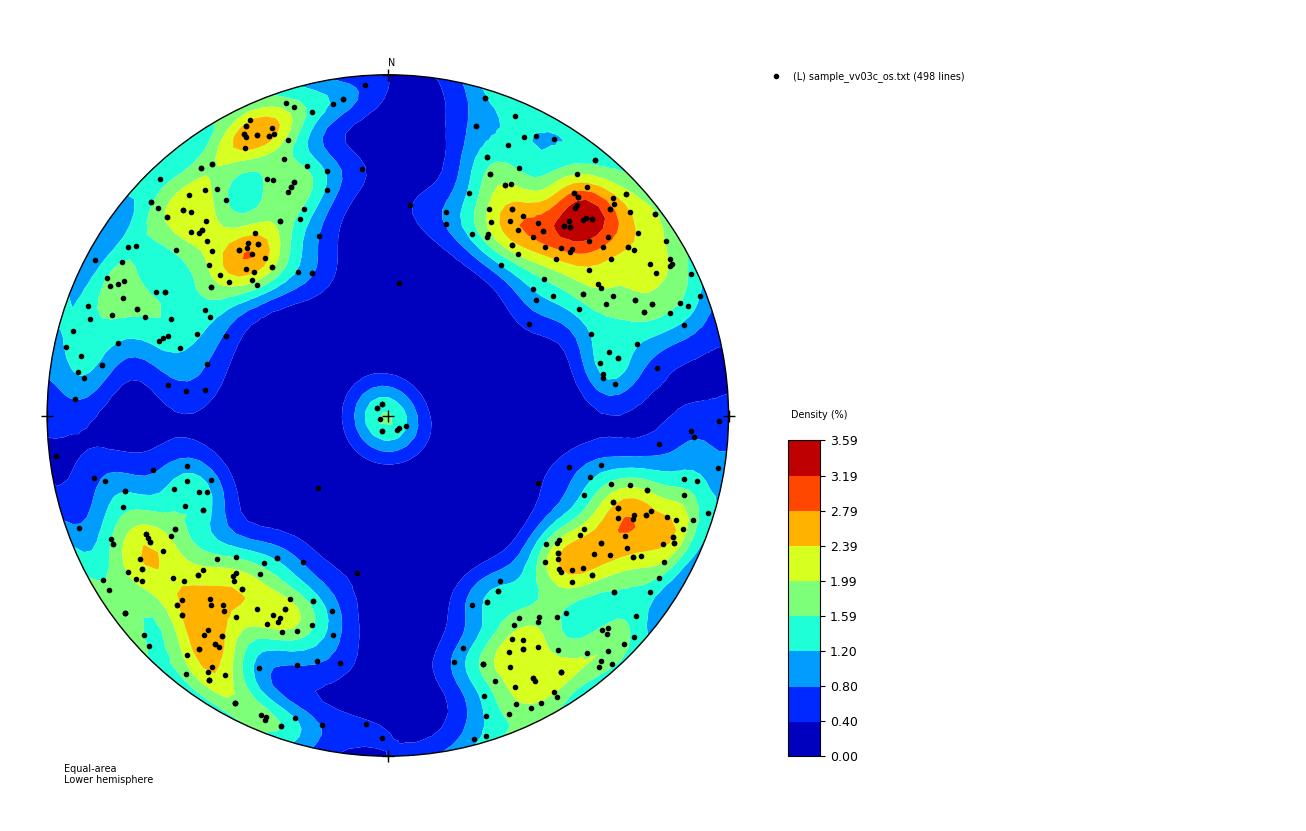 N
(L) sample_vv03c_os.txt (498 lines)
Density (%)
3.59
3.19
2.79
2.39
1.99
1.59
1.20
0.80
0.40
0.00
Equal-area
Lower hemisphere